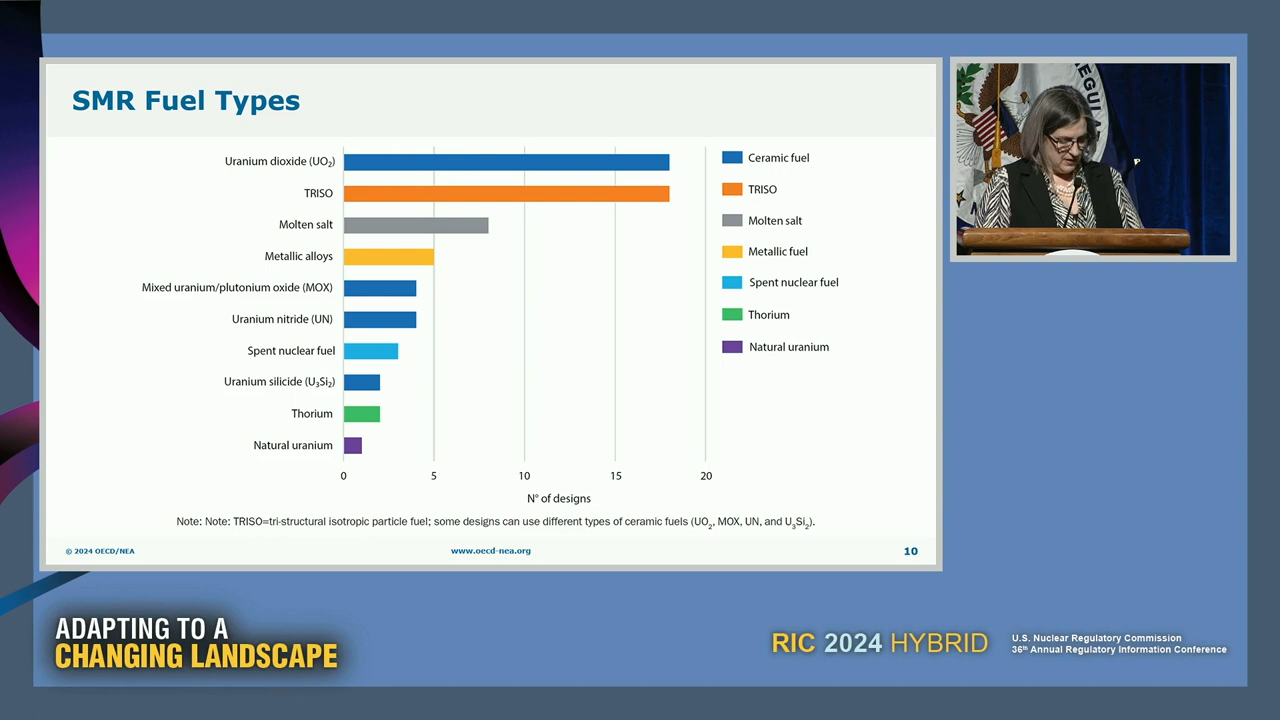 SMR Fuel Types
Uranium dioxide (UO₂)
TRISO
Molten salt
Metallic alloys
Mixed uranium/plutonium oxide (MOX)
Uranium nitride (UN)
Spent nuclear fuel
Uranium silicide (U₃Si₂)
Thorium
Natural uranium
0 5 10 15 20
N° of designs
Ceramic fuel
TRISO
Molten salt
Metallic fuel
Spent nuclear fuel
Thorium
Natural uranium
Note: Note: TRISO=tri-structural isotropic particle fuel; some designs can use different types of ceramic fuels (UO₂, MOX, UN, and U₃Si₂).
© 2024 OECD/NEA
www.oecd-nea.org
10
REGUL
ADAPTING TO A
CHANGING LANDSCAPE
RIC 2024 HYBRID
U.S. Nuclear Regulatory Commission
36th Annual Regulatory Information Conference